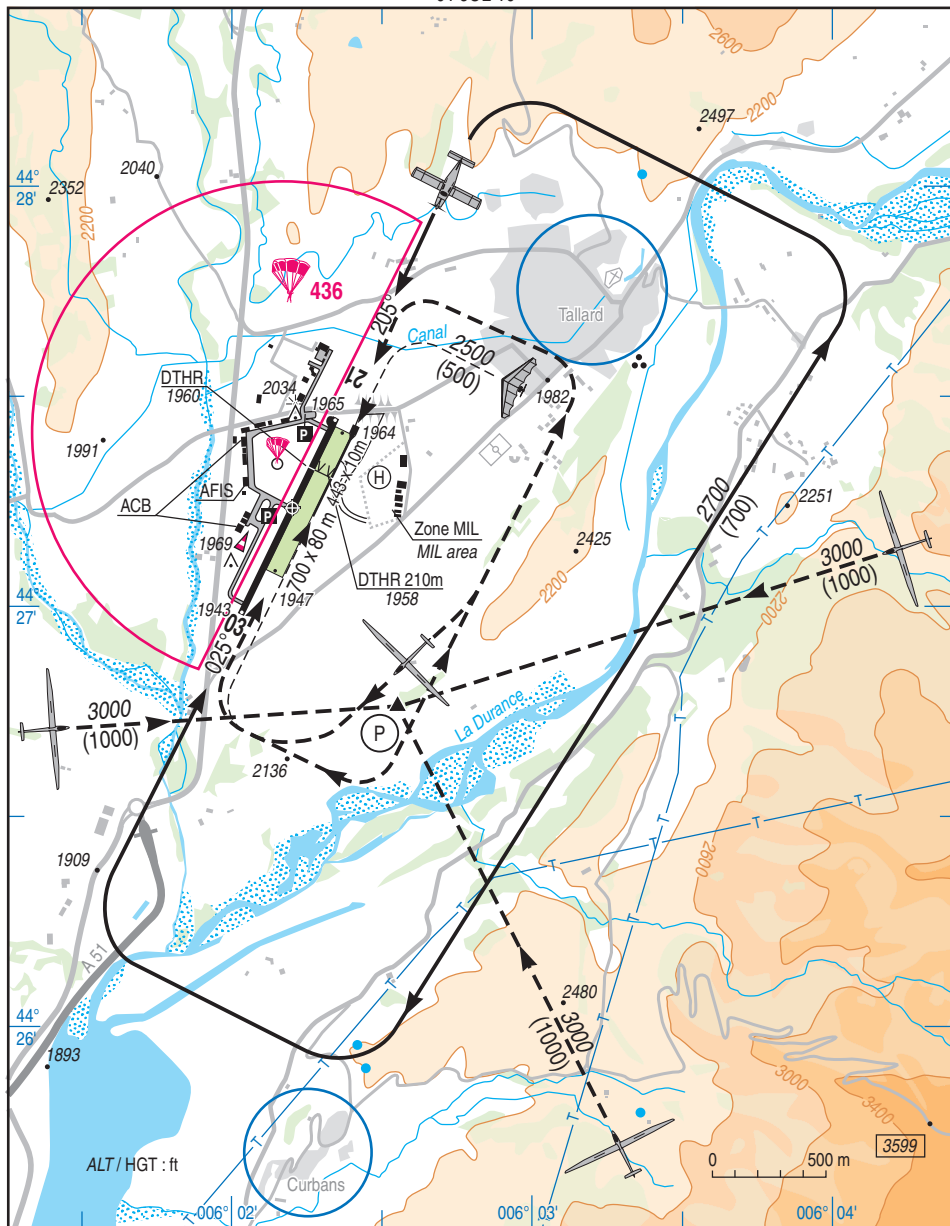 2600
2200
2497
44°
28'
2352
2040
2200
436
205°
Canal
Tallard
2500
(500)
21
DTHR
1960
2034
1965
1982
1964
P
1991
443 x 10m
H
ACB
AFIS
P
Zone MIL
MIL area
2700
(700)
2251
1969
700 x 80 m
2425
3000
(1000)
DTHR 210m
1958
2200
2200
44°
27'
1943
1947
03
025°
3000
(1000)
P
La Durance
T
T
2136
T
T
T
2600
1909
T
T
A 51
T
2480
3000
(1000)
44°
26'
T
T
1893
T
3000
3400
T
T
3599
ALT / HGT : ft
0
500 m
Curbans
T
006° 02'
006° 03'
006° 04'